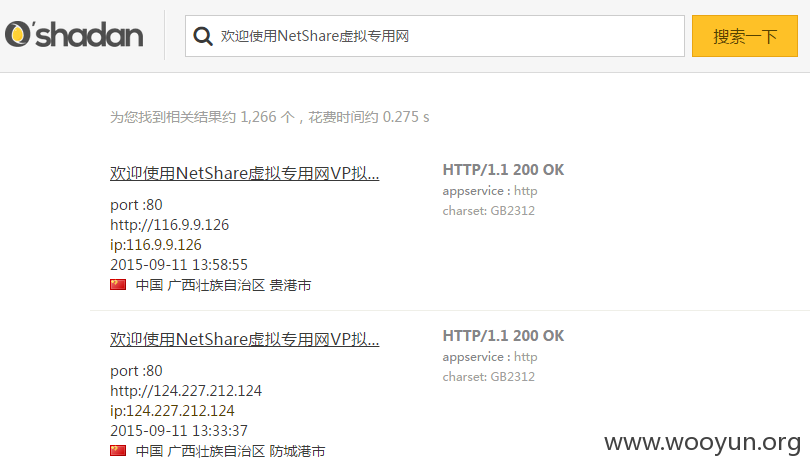 O'shadan
欢迎使用NetShare虚拟专用网
搜索一下
为您找到相关结果约 1,266 个，花费时间约 0.275 s
欢迎使用NetShare虚拟专用网VP拟...
HTTP/1.1 200 OK
appservice : http
charset: GB2312
port :80
http://116.9.9.126
ip:116.9.9.126
2015-09-11 13:58:55
中国 广西壮族自治区 贵港市
欢迎使用NetShare虚拟专用网VP拟...
HTTP/1.1 200 OK
appservice : http
charset: GB2312
port :80
http://124.227.212.124
ip:124.227.212.124
2015-09-11 13:33:37
中国 广西壮族自治区 防城港市
www.wooyun.org